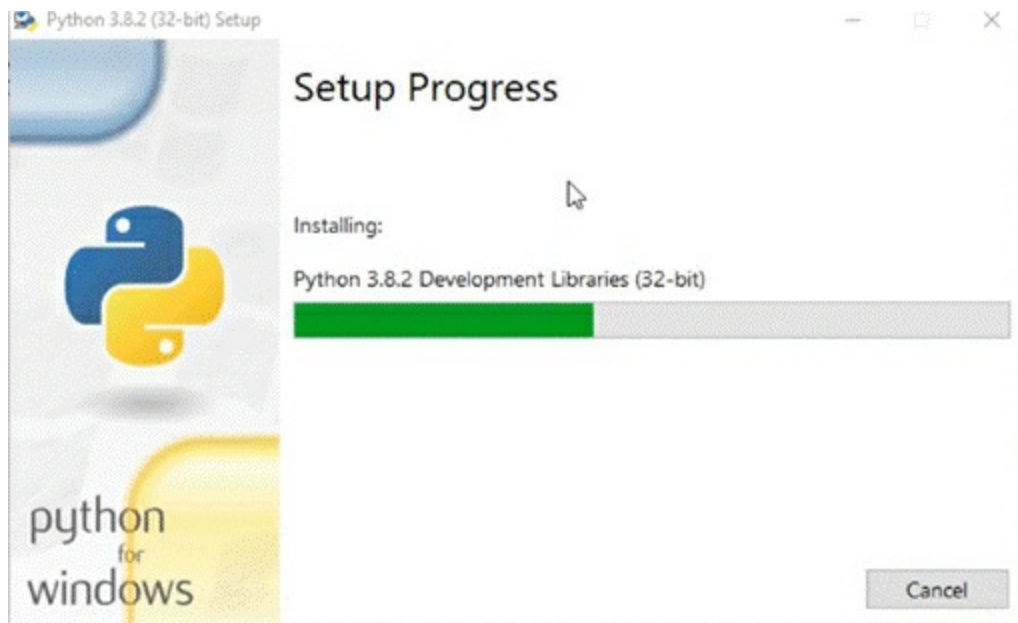 Python 3.8.2 (32-bit) Setup
Setup Progress
Installing:
Python 3.8.2 Development Libraries (32-bit)
python
for
windows
Cancel